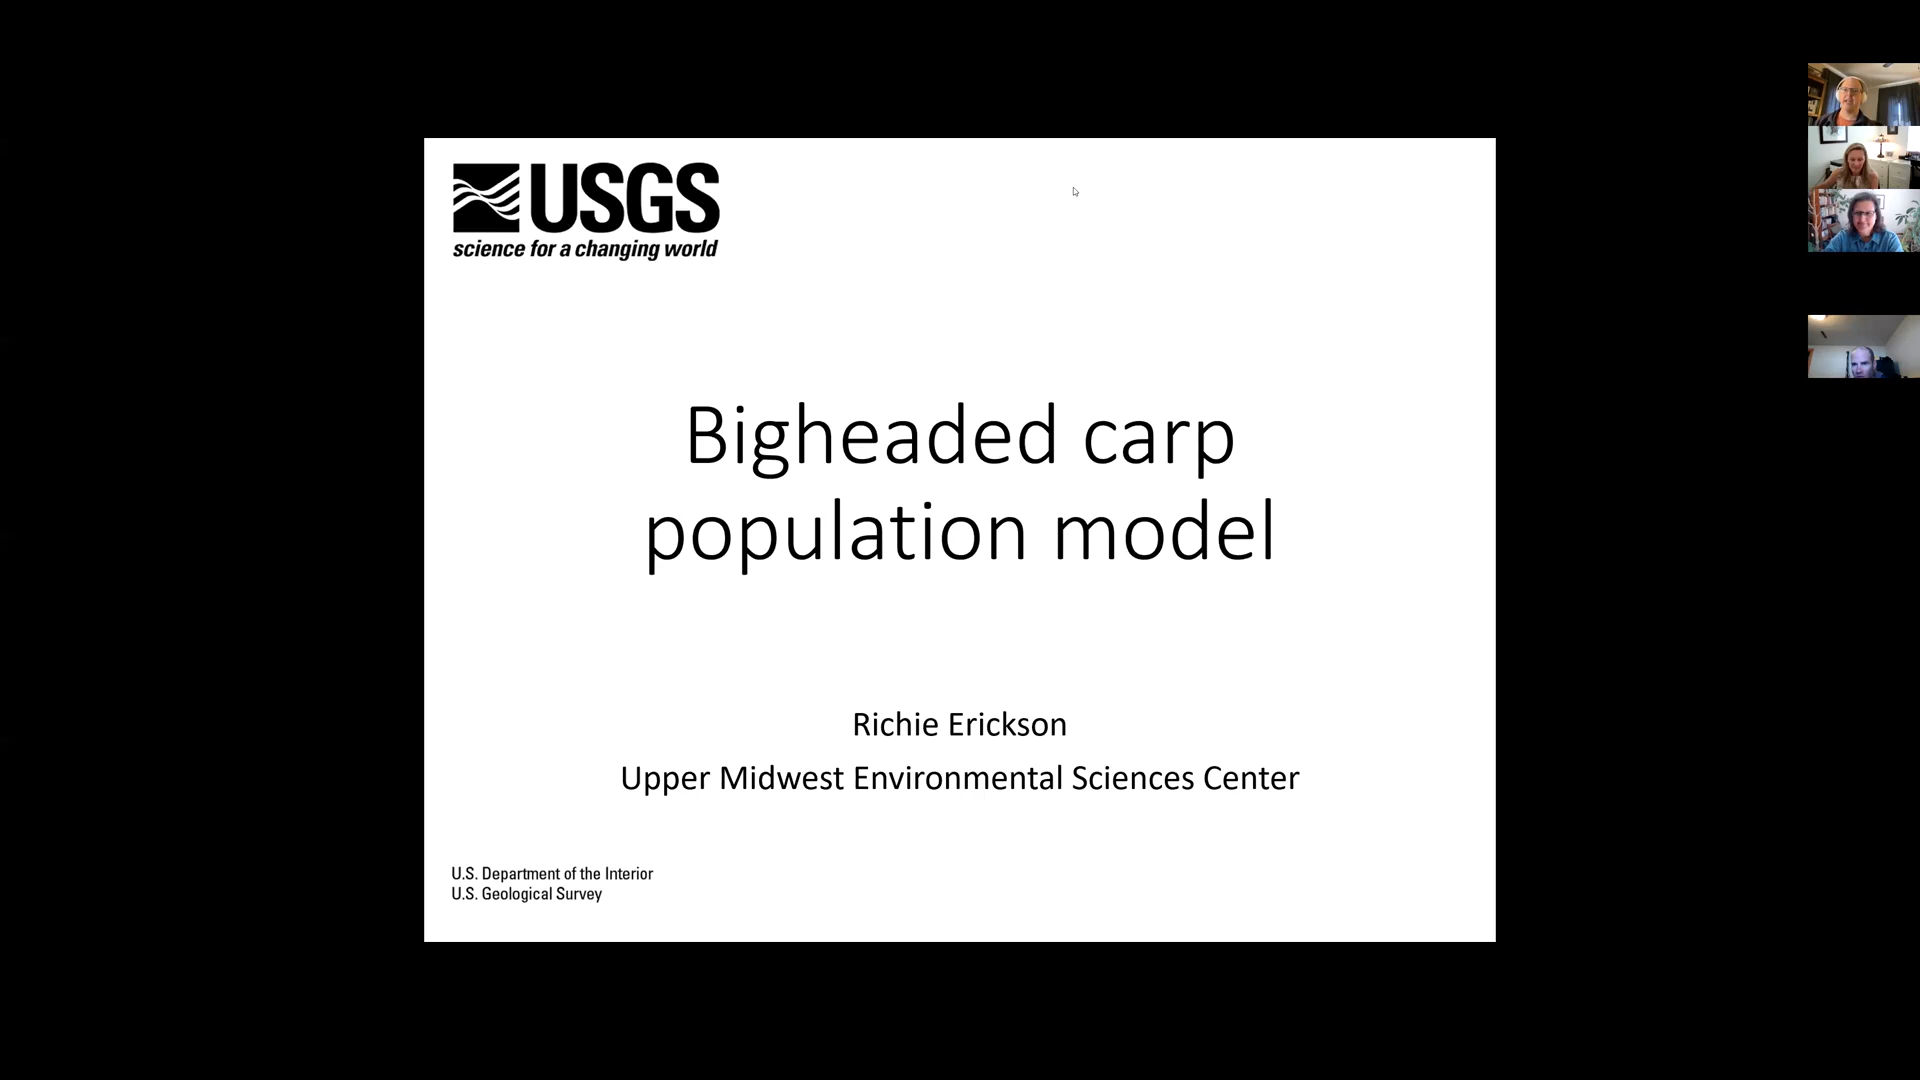 USGS
science for a changing world
Bigheaded carp
population model
Richie Erickson
Upper Midwest Environmental Sciences Center
U.S. Department of the Interior
U.S. Geological Survey